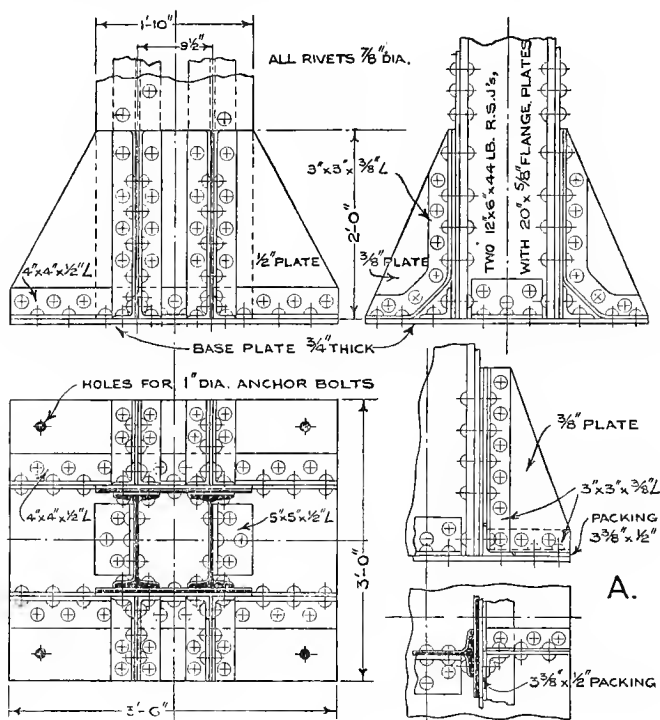 1'-10"
9½"
ALL RIVETS ⅞" DIA.
3"x3"x⅜"L
2'-0"
½" PLATE
4"x4"x½"L
TWO 12"x6"x44 LB. R.S.J's,
WITH 20"x⅝" FLANGE PLATES
⅜" PLATE
BASE PLATE ¾" THICK
HOLES FOR 1" DIA. ANCHOR BOLTS
4"x4"x½"L
5"x5"x½"L
3'-0"
3'-6"
⅜" PLATE
3"x3"x⅜"L
PACKING
3⅜"x½"
A.
3⅜"x½" PACKING